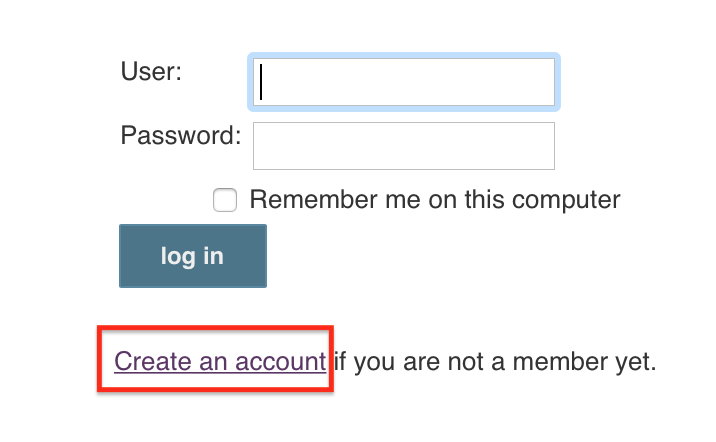 User:
Password:
Remember me on this computer
log in
Create an account if you are not a member yet.